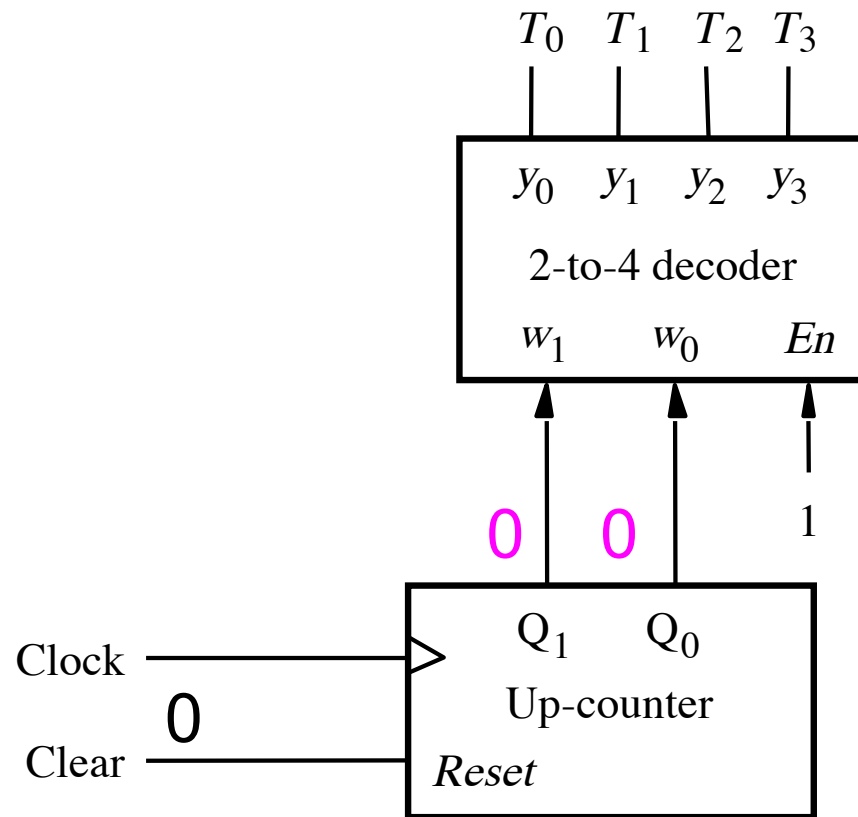 T0 T1 T2 T3
y0 y1 y2 y3
2-to-4 decoder
w1 w0 En
0 0 1
Q1 Q0
Clock
Up-counter
0
Clear
Reset